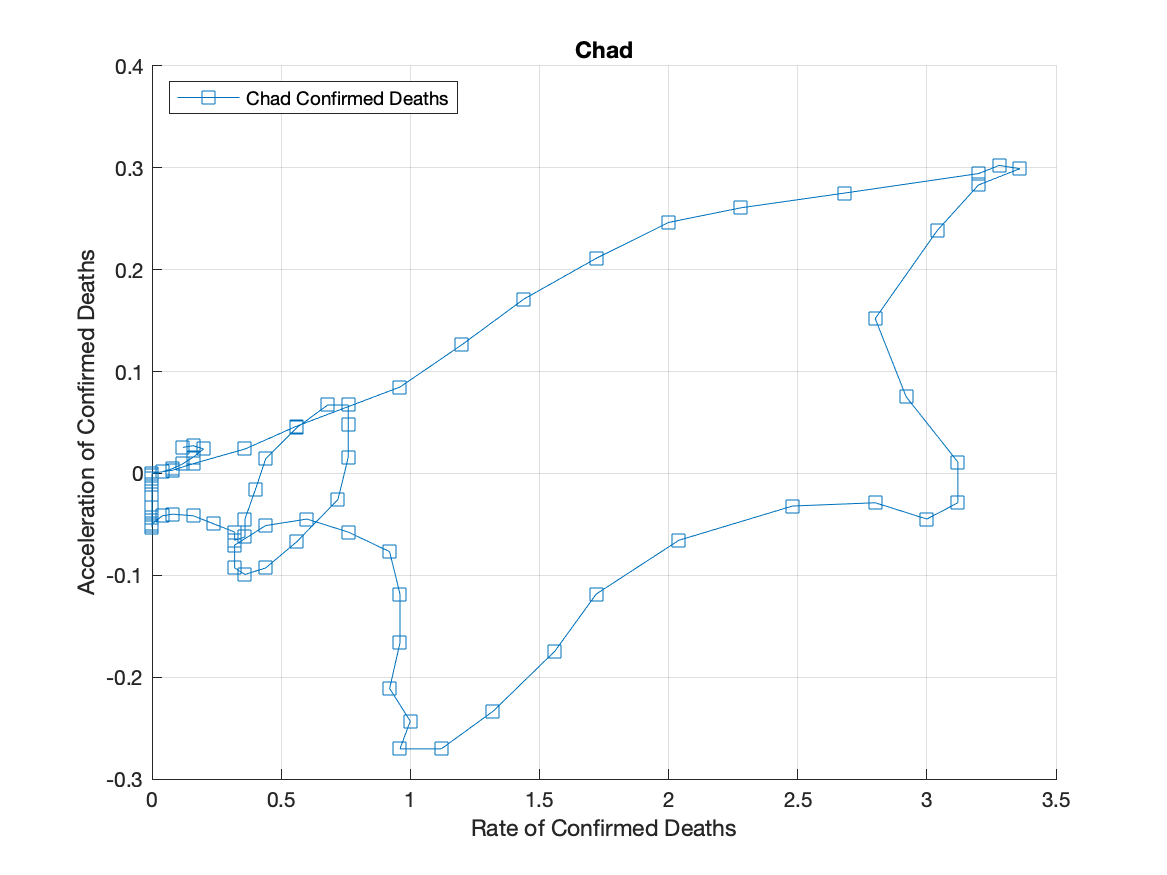 Chad
0.4
Chad Confirmed Deaths
0.3
0.2
0.1
0
-0.1
-0.2
-0.3
Acceleration of Confirmed Deaths
0 0.5 1 1.5 2 2.5 3 3.5
Rate of Confirmed Deaths